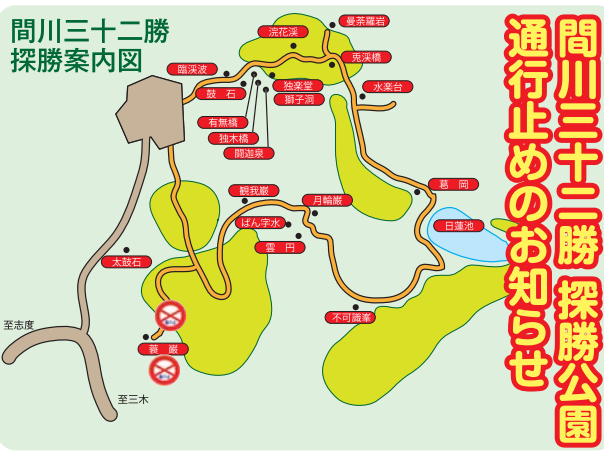 間川三十二勝
探勝案内図
間川三十二勝 探勝公園
通行止めのお知らせ
曼荼羅岩
浣花渓
兎渓橋
臨渓波
独楽堂
水楽台
鼓 石
獅子洞
有無橋
独木橋
闘遊泉
葛 岡
観我巌
月輪巌
ばん字水
日蓮池
雲 円
太鼓石
不可識峯
至志度
蓑 巌
至三木